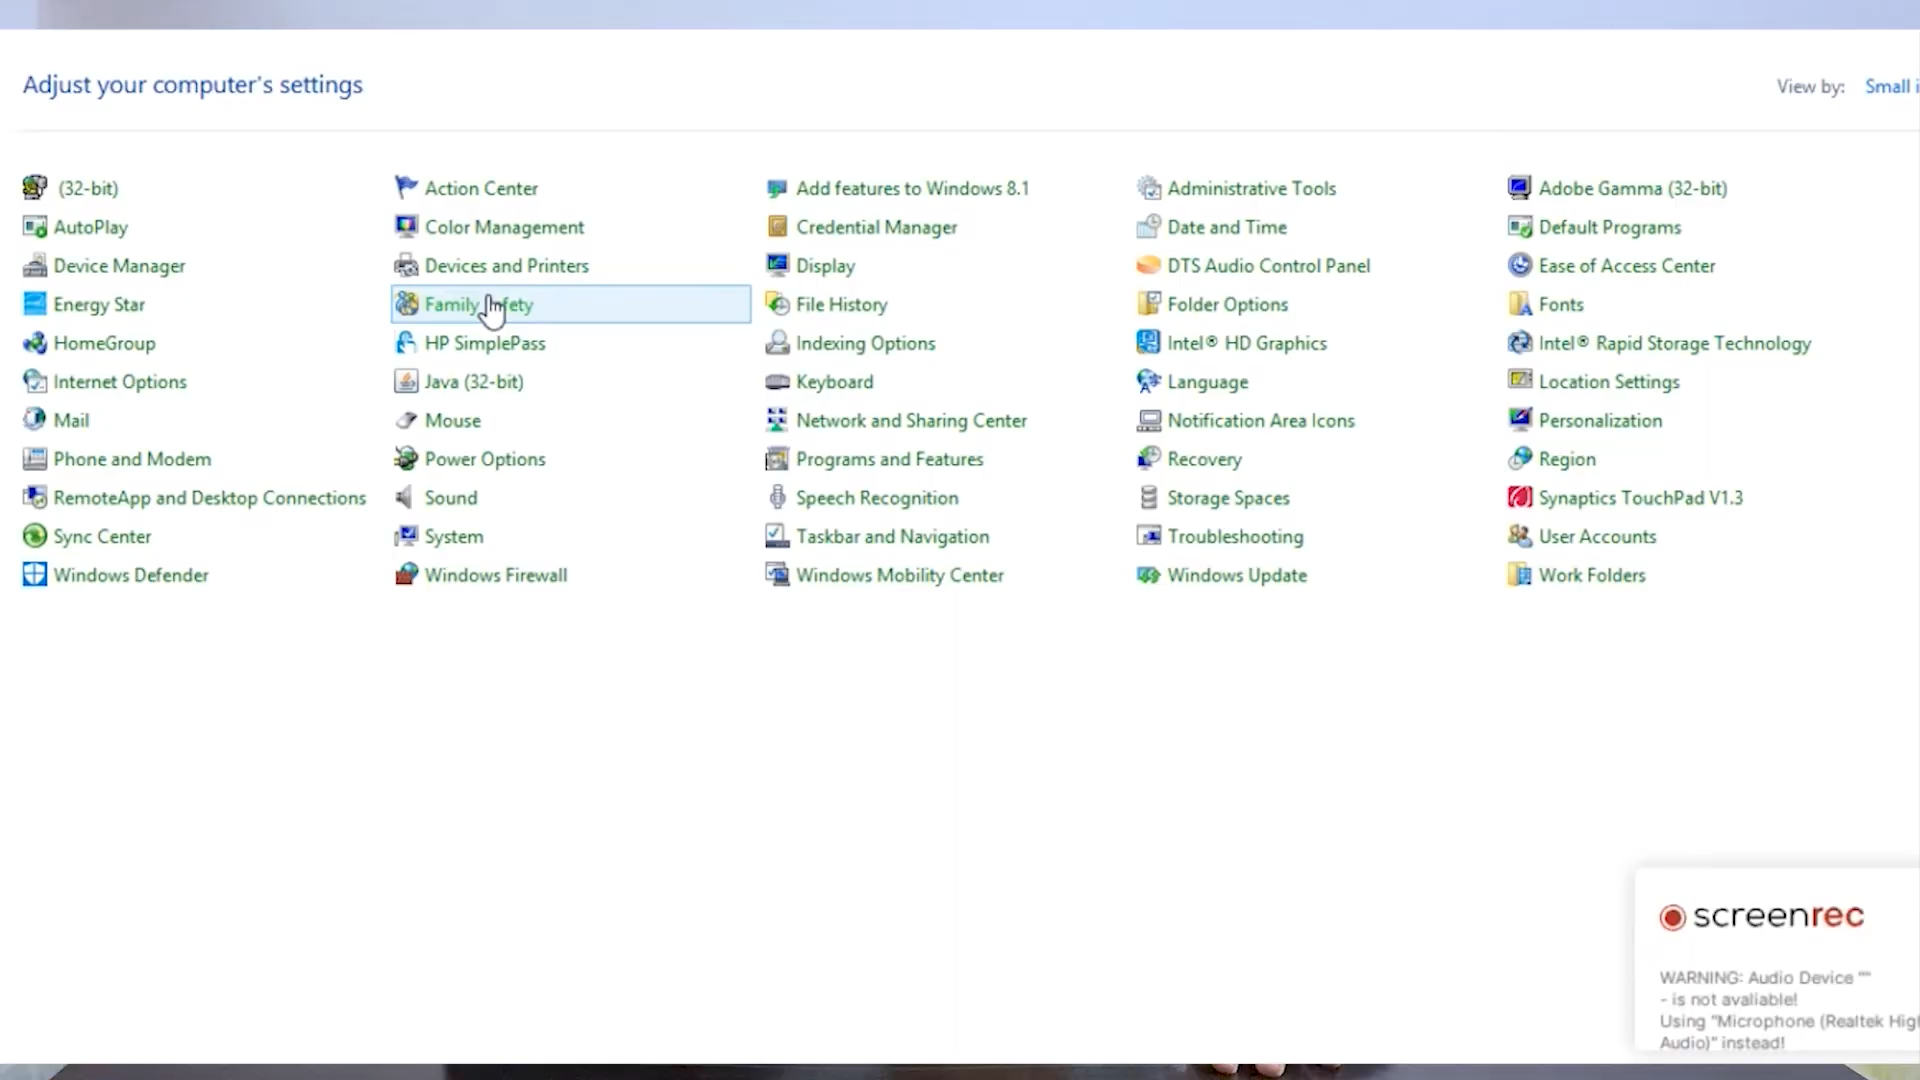 Adjust your computer's settings
View by: Small i
(32-bit) Action Center Add features to Windows 8.1 Administrative Tools Adobe Gamma (32-bit)
AutoPlay Color Management Credential Manager Date and Time Default Programs
Device Manager Devices and Printers Display DTS Audio Control Panel Ease of Access Center
Energy Star Family File History Folder Options Fonts
HomeGroup HP SimplePass Indexing Options Intel® HD Graphics Intel® Rapid Storage Technology
Internet Options Java (32-bit) Keyboard Language Location Settings
Mail Mouse Network and Sharing Center Notification Area Icons Personalization
Phone and Modem Power Options Programs and Features Recovery Region
RemoteApp and Desktop Connections Sound Speech Recognition Storage Spaces Synaptics TouchPad V1.3
Sync Center System Taskbar and Navigation Troubleshooting User Accounts
Windows Defender Windows Firewall Windows Mobility Center Windows Update Work Folders
screenrec
WARNING: Audio Device ""
- is not avaliable!
Using "Microphone (Realtek Hig
Audio)" instead!